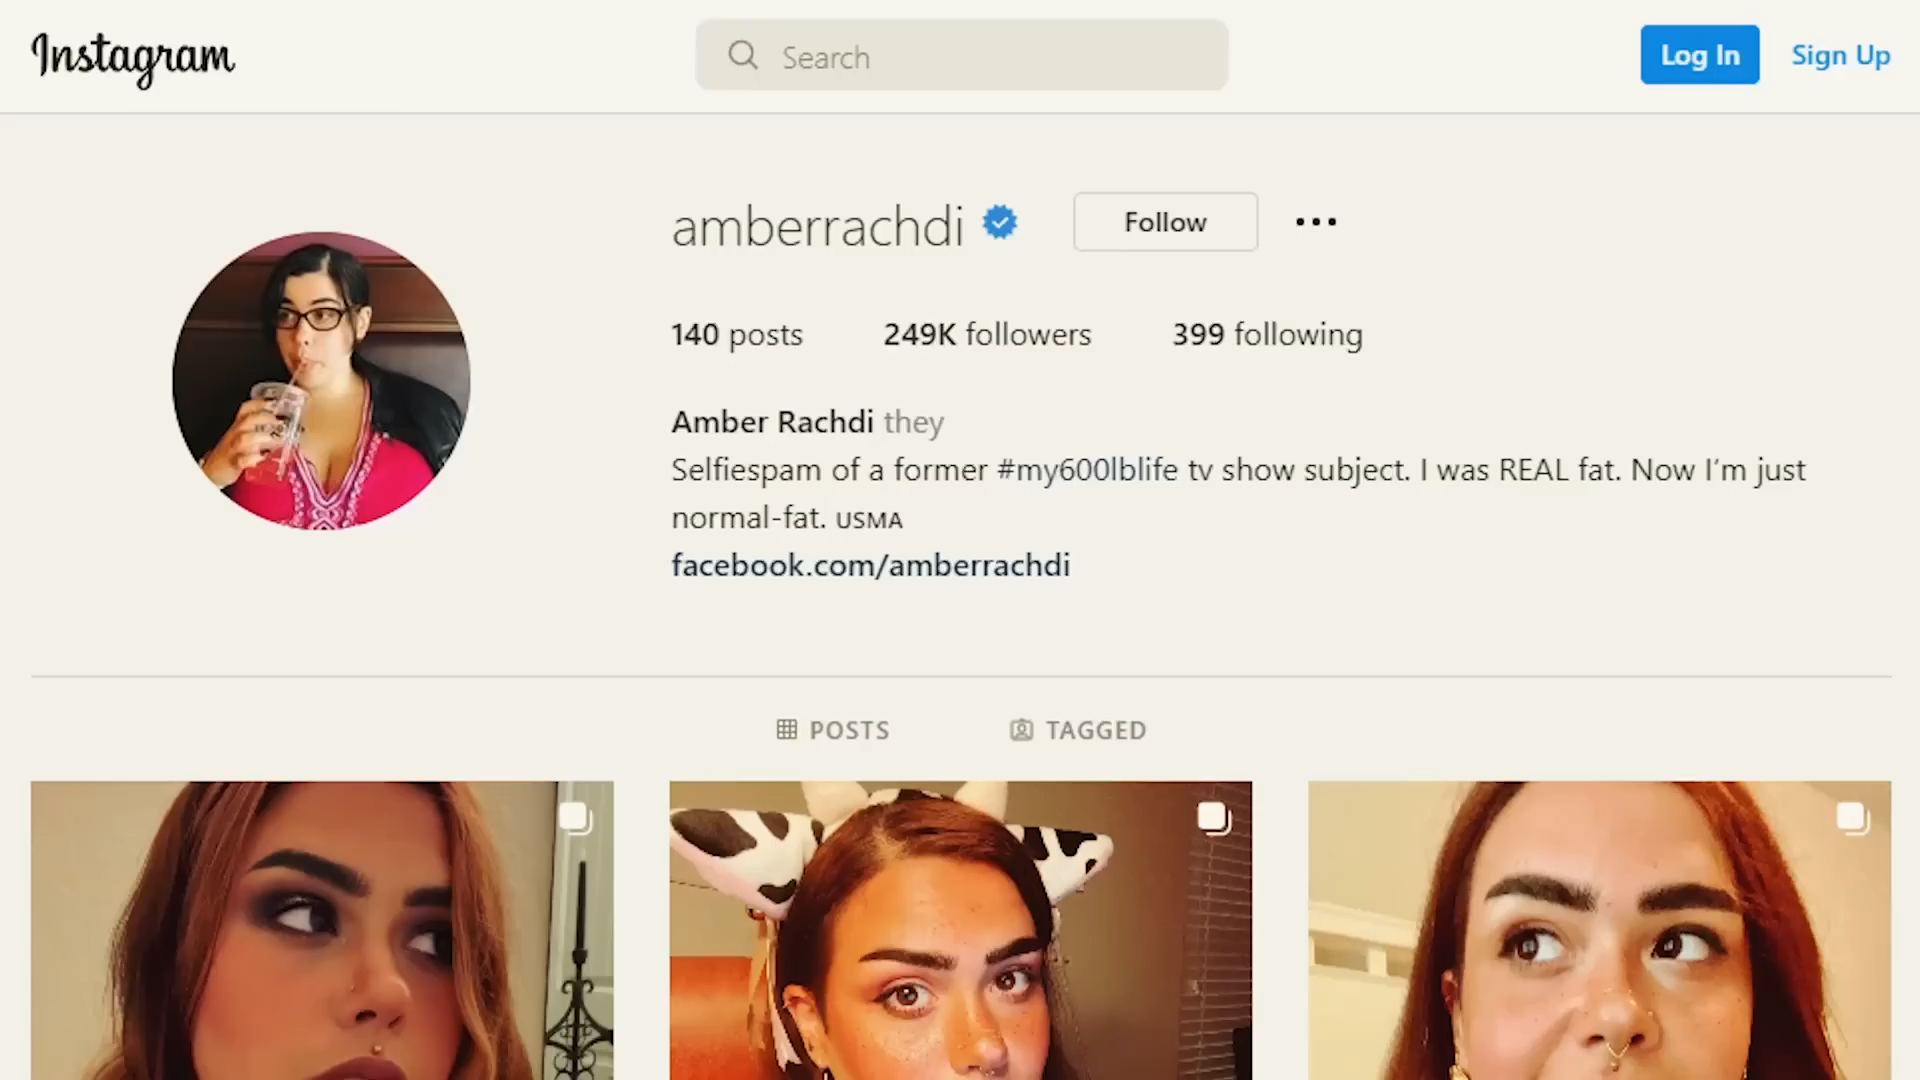 Instagram
Search
Log In
Sign Up
amberrachdi
Follow
140 posts
249K followers
399 following
Amber Rachdi they
Selfiespam of a former #my600lblife tv show subject. I was REAL fat. Now I’m just
normal-fat. ᴜꜱᴍᴀ
facebook.com/amberrachdi
POSTS
TAGGED